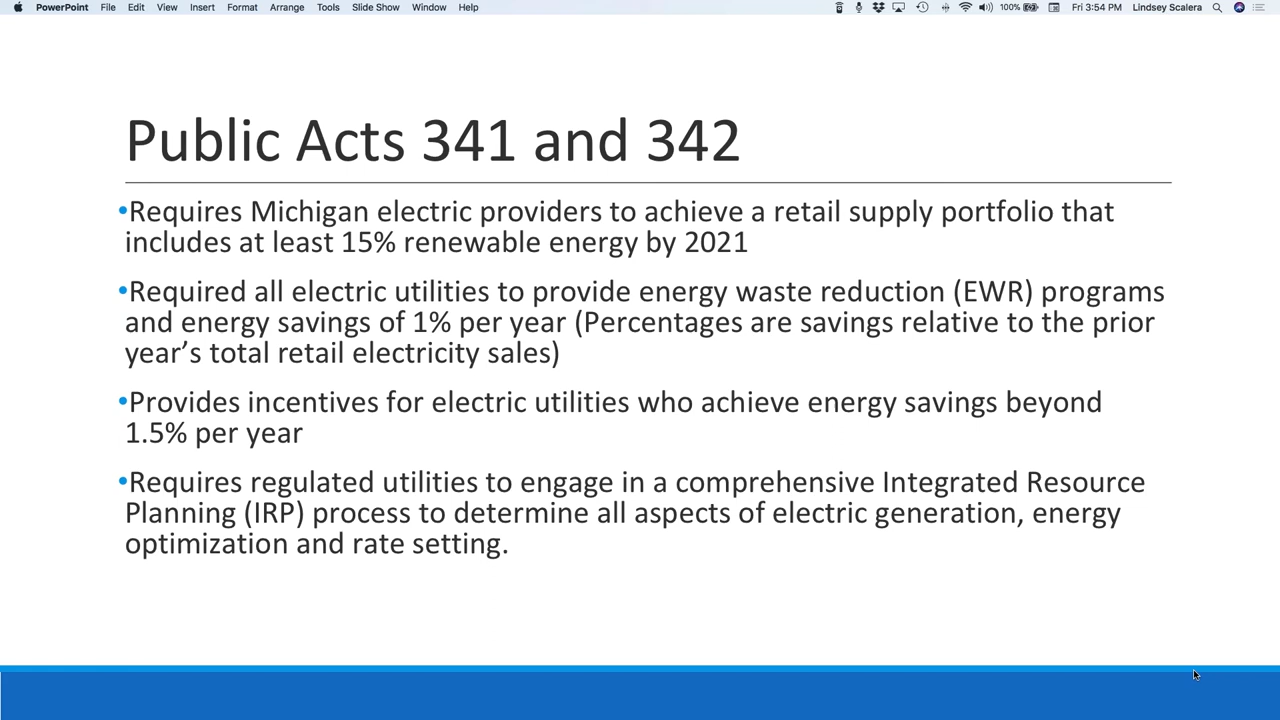 PowerPoint File Edit View Insert Format Arrange Tools Slide Show Window Help 100% Fri 3:54 PM Lindsey Scalera
Public Acts 341 and 342
•Requires Michigan electric providers to achieve a retail supply portfolio that
includes at least 15% renewable energy by 2021
•Required all electric utilities to provide energy waste reduction (EWR) programs
and energy savings of 1% per year (Percentages are savings relative to the prior
year’s total retail electricity sales)
•Provides incentives for electric utilities who achieve energy savings beyond
1.5% per year
•Requires regulated utilities to engage in a comprehensive Integrated Resource
Planning (IRP) process to determine all aspects of electric generation, energy
optimization and rate setting.